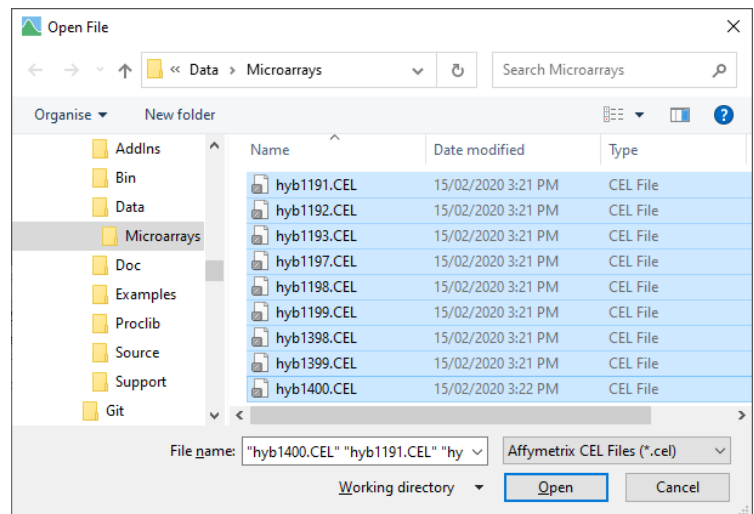 Open File
« Data > Microarrays
Search Microarrays
Organise
New folder
Name Date modified Type
AddIns
Bin
Data
Microarrays
Doc
Examples
Proclib
Source
Support
Git
hyb1191.CEL 15/02/2020 3:21 PM CEL File
hyb1192.CEL 15/02/2020 3:21 PM CEL File
hyb1193.CEL 15/02/2020 3:21 PM CEL File
hyb1197.CEL 15/02/2020 3:21 PM CEL File
hyb1198.CEL 15/02/2020 3:21 PM CEL File
hyb1199.CEL 15/02/2020 3:21 PM CEL File
hyb1398.CEL 15/02/2020 3:21 PM CEL File
hyb1399.CEL 15/02/2020 3:21 PM CEL File
hyb1400.CEL 15/02/2020 3:22 PM CEL File
File name: "hyb1400.CEL" "hyb1191.CEL" "hy
Affymetrix CEL Files (*.cel)
Working directory
Open
Cancel